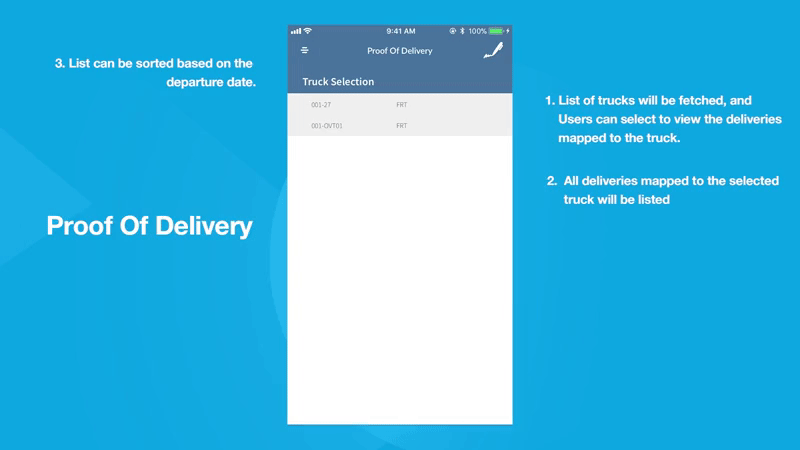 3. List can be sorted based on the
departure date.
Proof Of Delivery
9:41 AM
100%
Proof Of Delivery
Truck Selection
001-2T FRT
001-OVT01 FRT
1. List of trucks will be fetched, and
Users can select to view the deliveries
mapped to the truck.
2. All deliveries mapped to the selected
truck will be listed